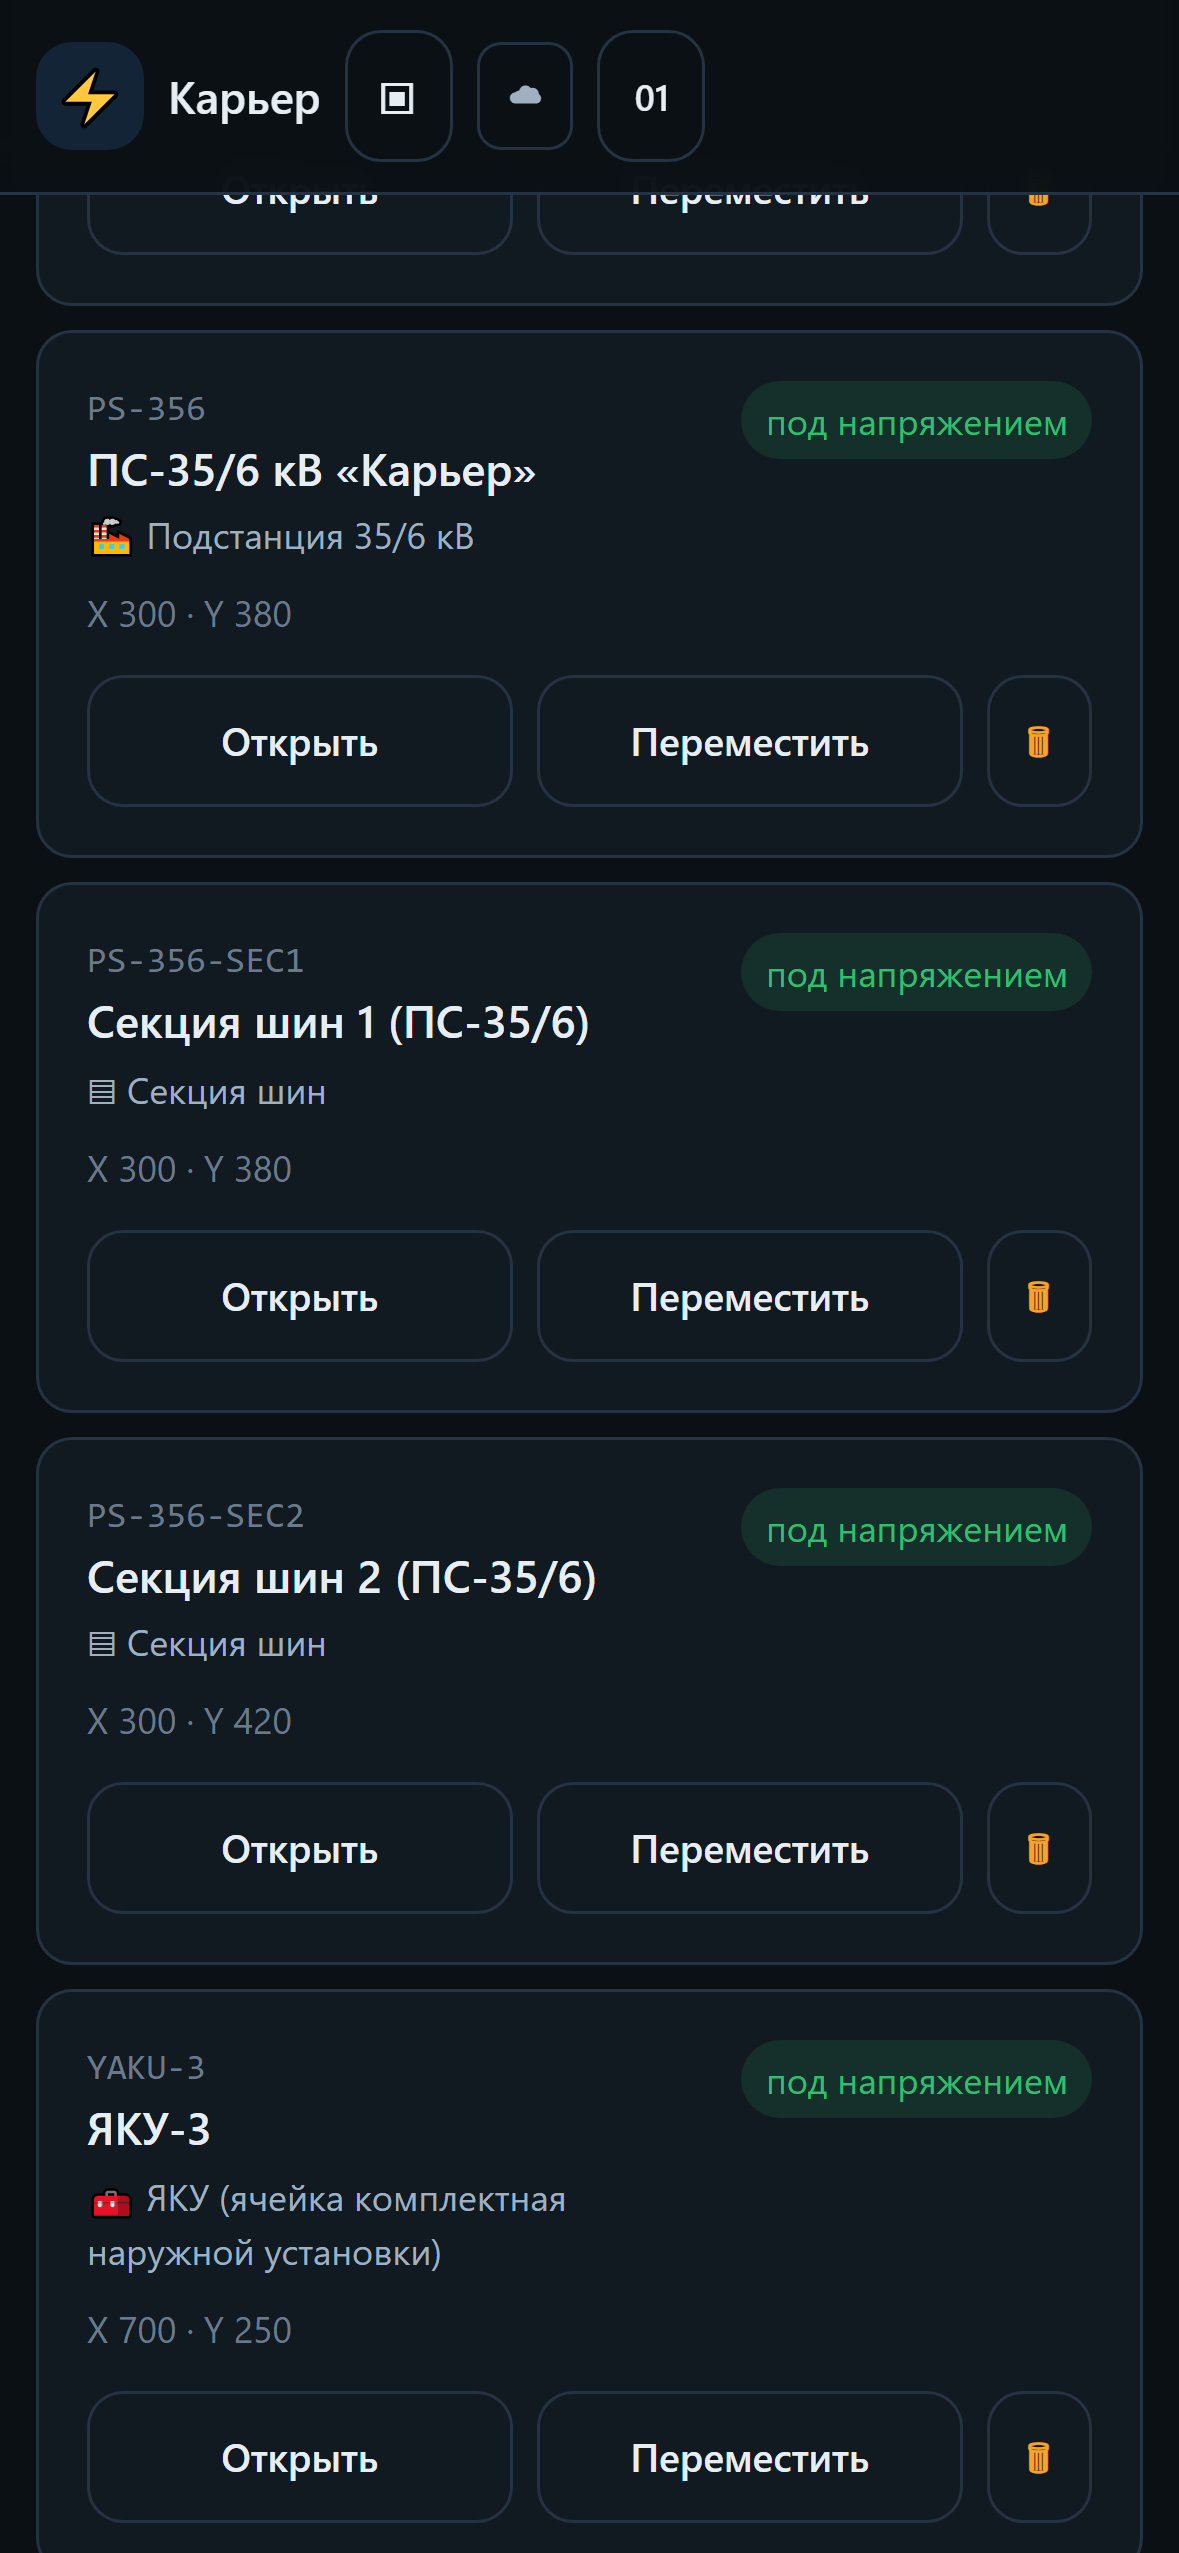 Карьер
01
Открыть
Переместить
PS-356
под напряжением
ПС-35/6 кВ «Карьер»
Подстанция 35/6 кВ
X 300 · Y 380
Открыть
Переместить
PS-356-SEC1
под напряжением
Секция шин 1 (ПС-35/6)
Секция шин
X 300 · Y 380
Открыть
Переместить
PS-356-SEC2
под напряжением
Секция шин 2 (ПС-35/6)
Секция шин
X 300 · Y 420
Открыть
Переместить
YAKU-3
под напряжением
ЯКУ-3
ЯКУ (ячейка комплектная
наружной установки)
X 700 · Y 250
Открыть
Переместить